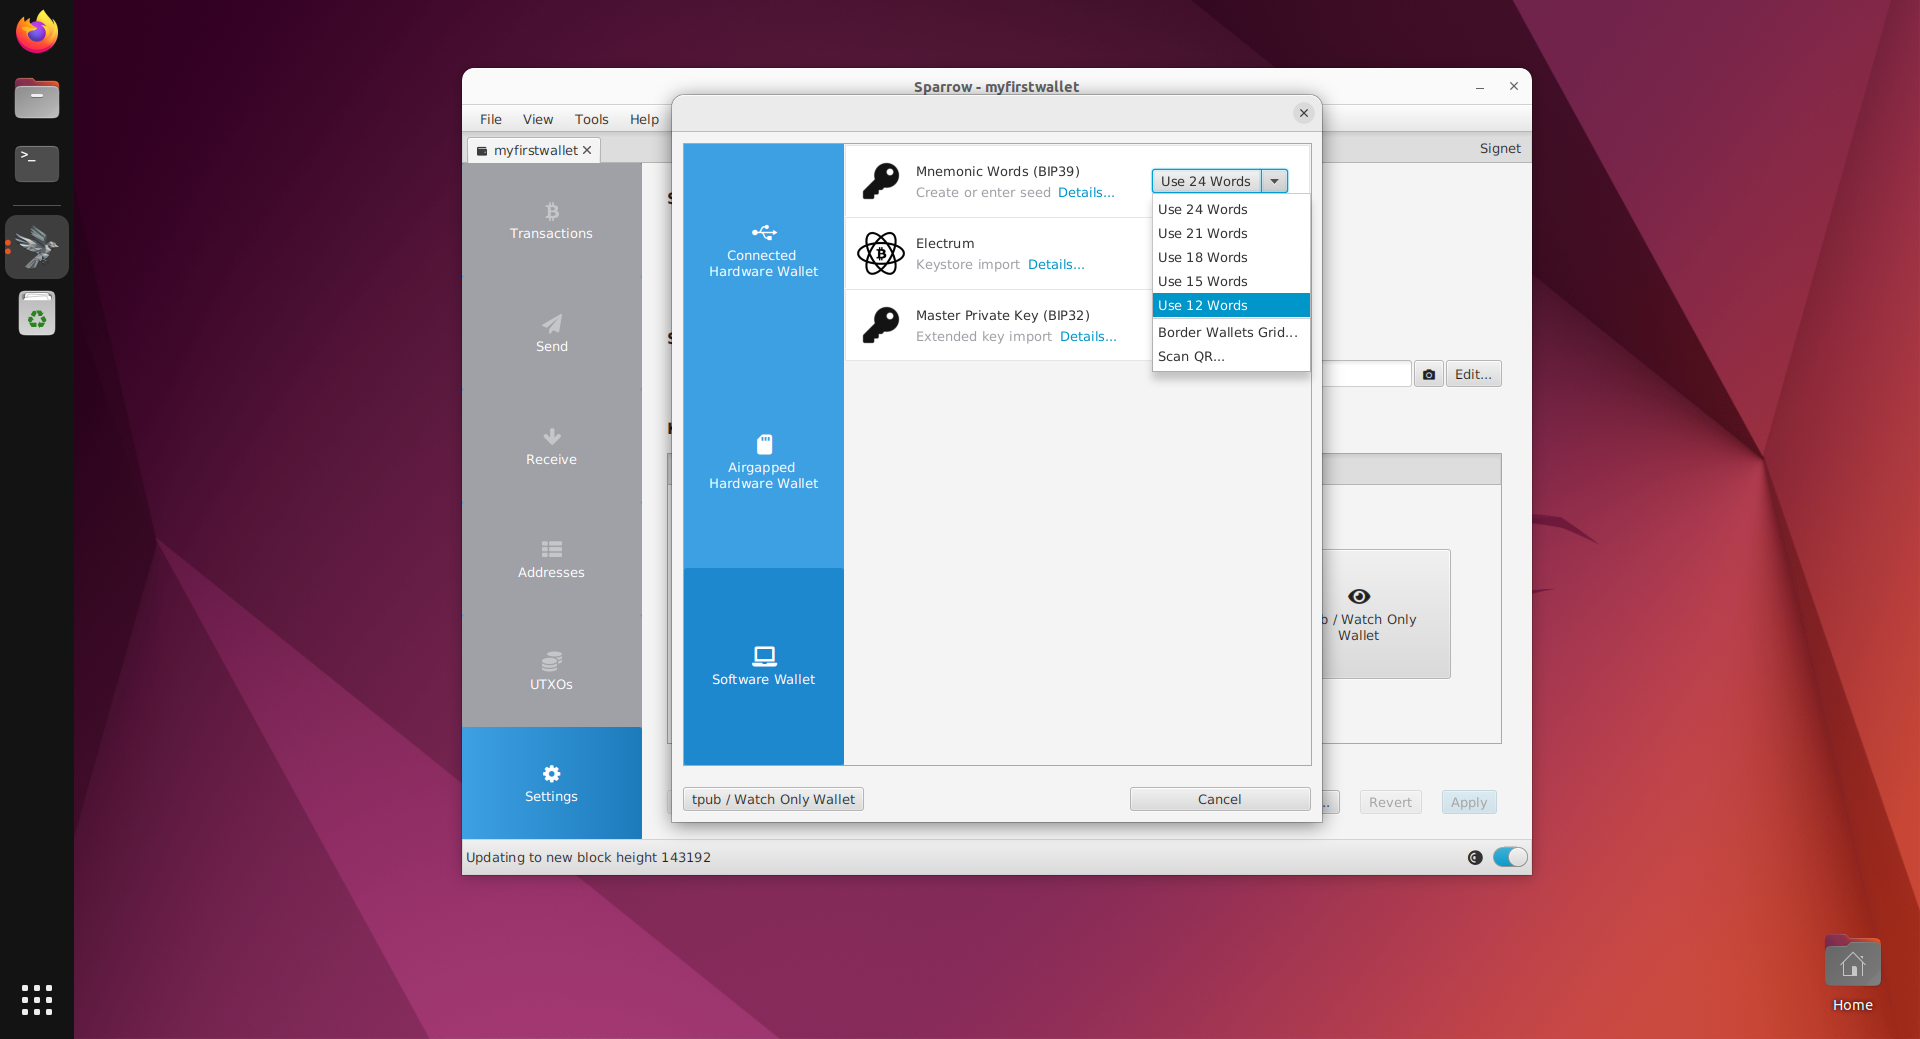 Sparrow - myfirstwallet
File View Tools Help
myfirstwallet
Signet
Transactions
Send
Receive
Addresses
UTXOs
Settings
Connected
Hardware Wallet
Airgapped
Hardware Wallet
Software Wallet
Mnemonic Words (BIP39)
Create or enter seed Details...
Electrum
Keystore import Details...
Master Private Key (BIP32)
Extended key import Details...
Use 24 Words
Use 24 Words
Use 21 Words
Use 18 Words
Use 15 Words
Use 12 Words
Border Wallets Grid...
Scan QR...
Edit...
/ Watch Only
Wallet
tpub / Watch Only Wallet
Cancel
Revert
Apply
Updating to new block height 143192
>_
Home